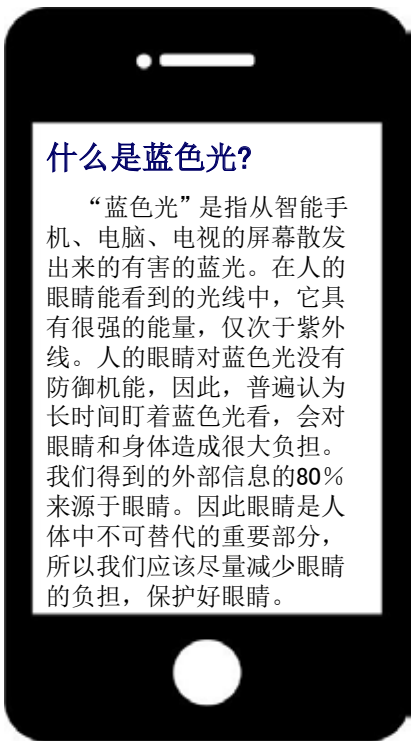 什么是蓝色光?
“蓝色光”是指从智能手
机、电脑、电视的屏幕散发
出来的有害的蓝光。在人的
眼睛能看到的光线中，它具
有很强的能量，仅次于紫外
线。人的眼睛对蓝色光没有
防御机能，因此，普遍认为
长时间盯着蓝色光看，会对
眼睛和身体造成很大负担。
我们得到的外部信息的80％
来源于眼睛。因此眼睛是人
体中不可替代的重要部分，
所以我们应该尽量减少眼睛
的负担，保护好眼睛。